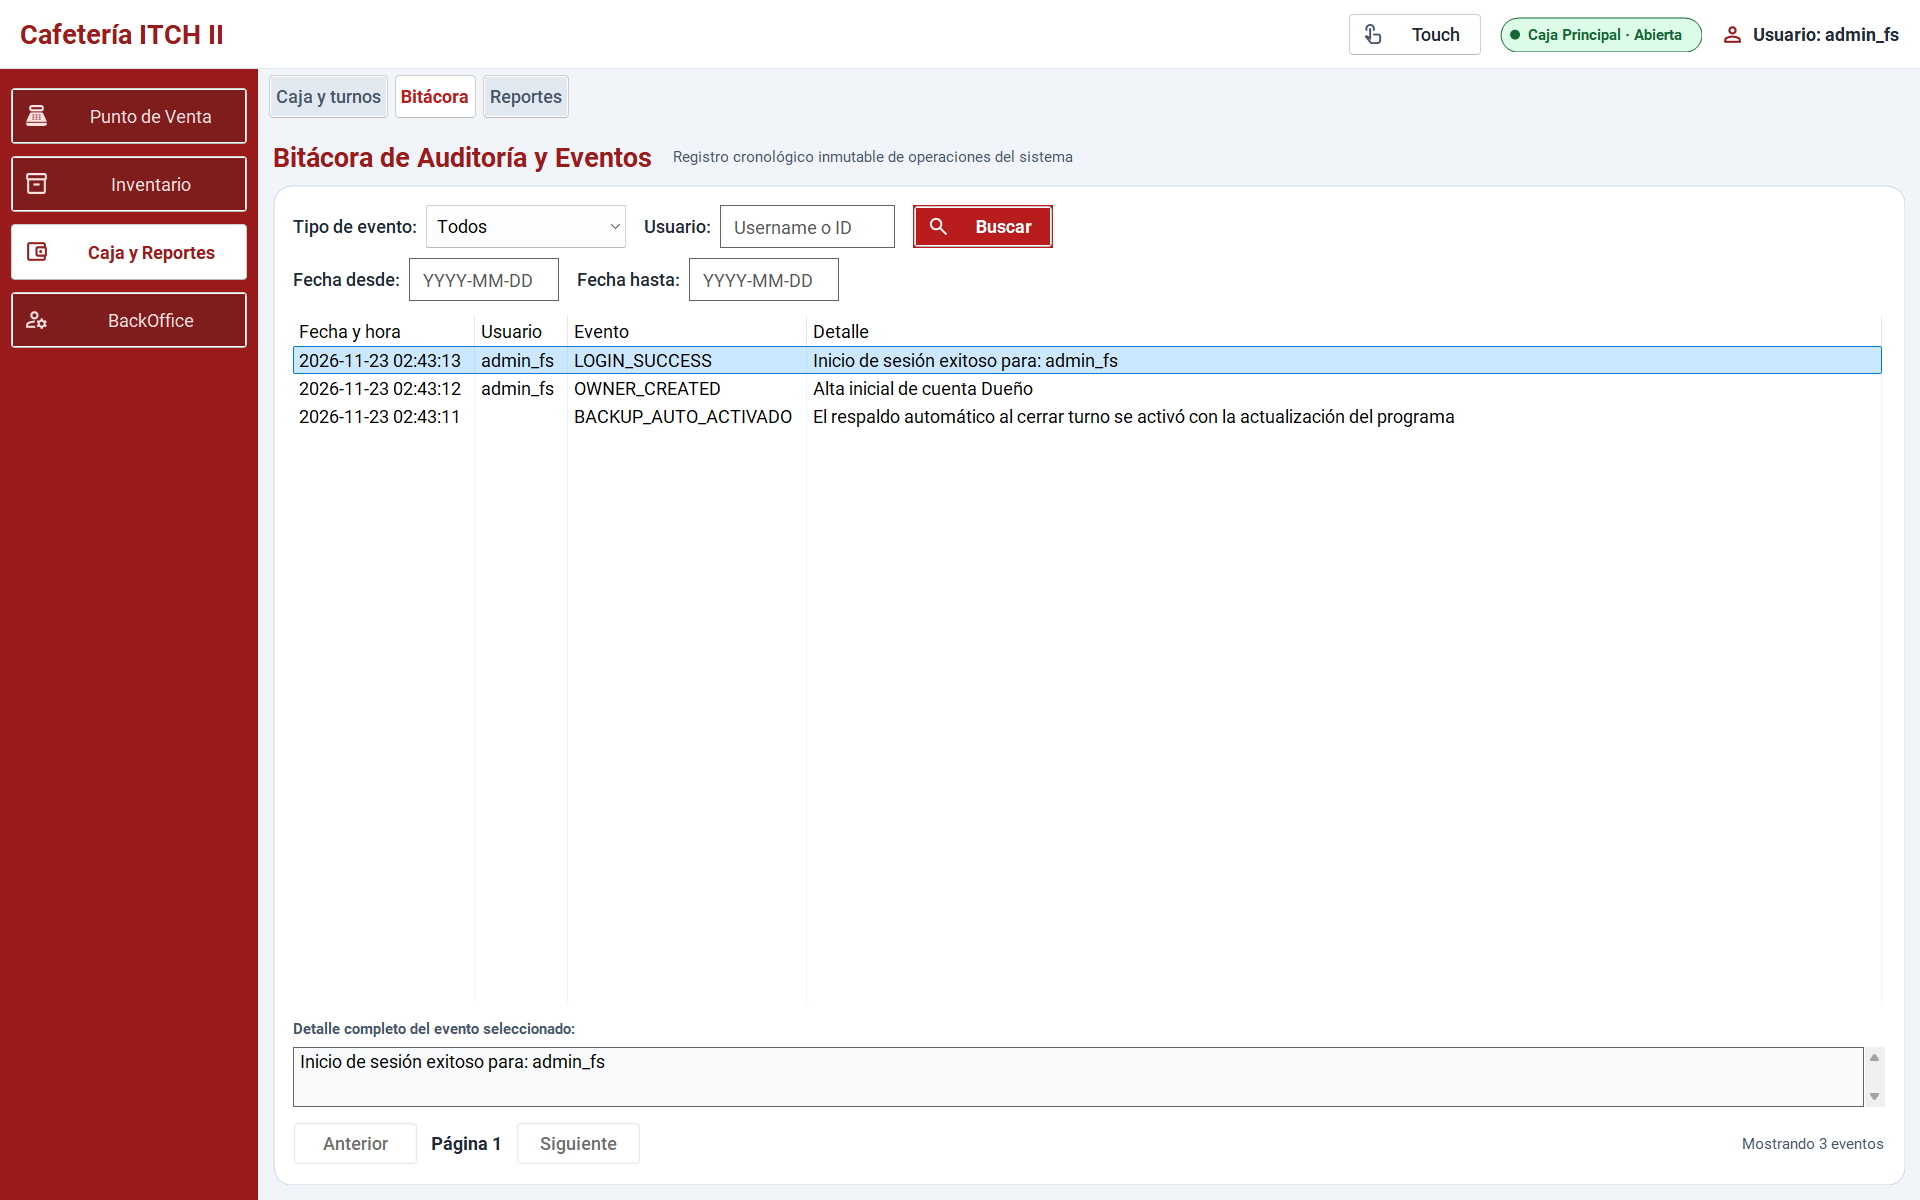 Cafetería ITCH II
Touch
Caja Principal · Abierta
Usuario: admin_fs
Punto de Venta
Inventario
Caja y Reportes
BackOffice
Caja y turnos
Bitácora
Reportes
Bitácora de Auditoría y Eventos
Registro cronológico inmutable de operaciones del sistema
Tipo de evento: Todos Usuario: Username o ID Buscar
Fecha desde: YYYY-MM-DD Fecha hasta: YYYY-MM-DD
Fecha y hora Usuario Evento Detalle
2026-11-23 02:43:13 admin_fs LOGIN_SUCCESS Inicio de sesión exitoso para: admin_fs
2026-11-23 02:43:12 admin_fs OWNER_CREATED Alta inicial de cuenta Dueño
2026-11-23 02:43:11 BACKUP_AUTO_ACTIVADO El respaldo automático al cerrar turno se activó con la actualización del programa
Detalle completo del evento seleccionado:
Inicio de sesión exitoso para: admin_fs
Anterior Página 1 Siguiente
Mostrando 3 eventos